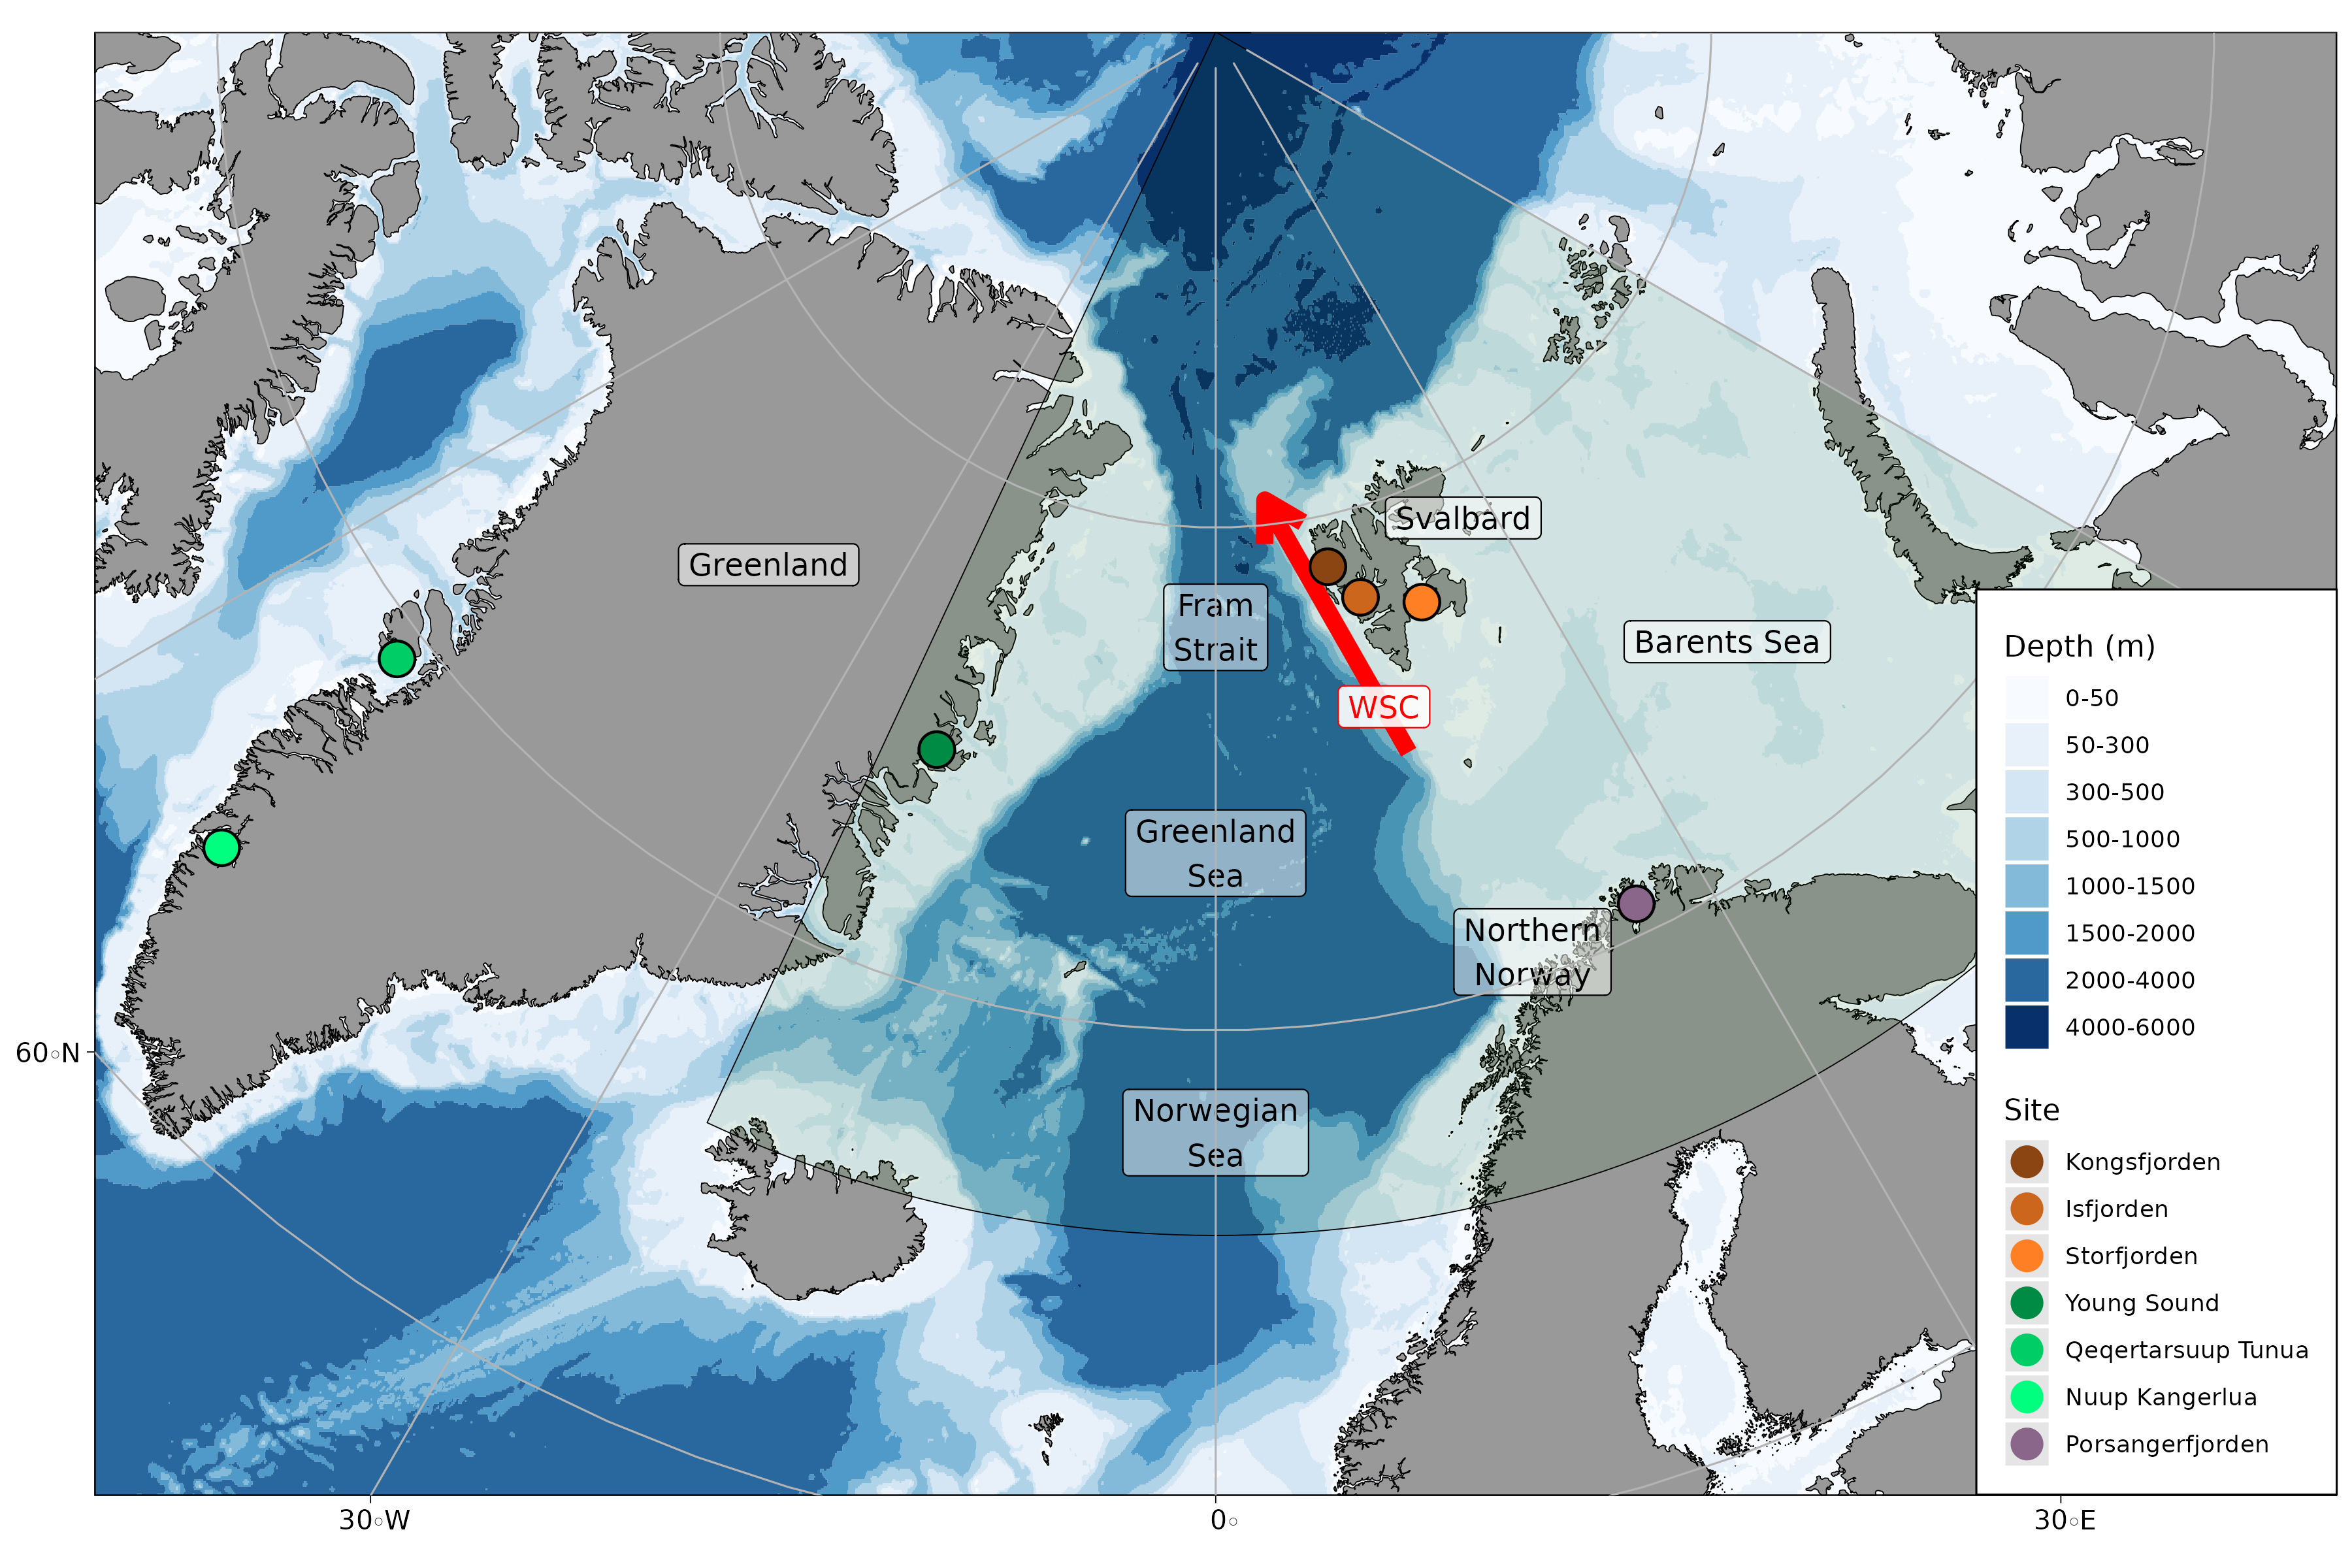 Svalbard
Greenland
Fram
Strait
Barents Sea
WSC
Greenland
Sea
Northern
Norway
Norwegian
Sea
60◦N
30◦W
0◦
30◦E
Depth (m)
0-50
50-300
300-500
500-1000
1000-1500
1500-2000
2000-4000
4000-6000
Site
Kongsfjorden
Isfjorden
Storfjorden
Young Sound
Qeqertarsuup Tunua
Nuup Kangerlua
Porsangerfjorden